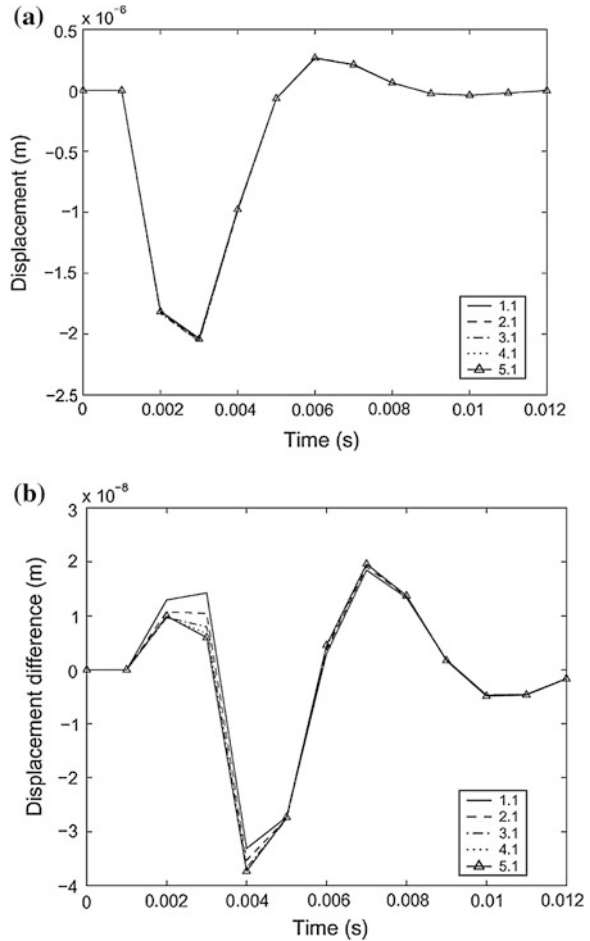 (a)
x 10⁻⁶
0.5
0
−0.5
−1
−1.5
−2
−2.5
Displacement (m)
1.1
2.1
3.1
4.1
5.1
0 0.002 0.004 0.006 0.008 0.01 0.012
Time (s)
(b)
x 10⁻⁸
3
2
1
0
−1
−2
−3
−4
Displacement difference (m)
1.1
2.1
3.1
4.1
5.1
0 0.002 0.004 0.006 0.008 0.01 0.012
Time (s)